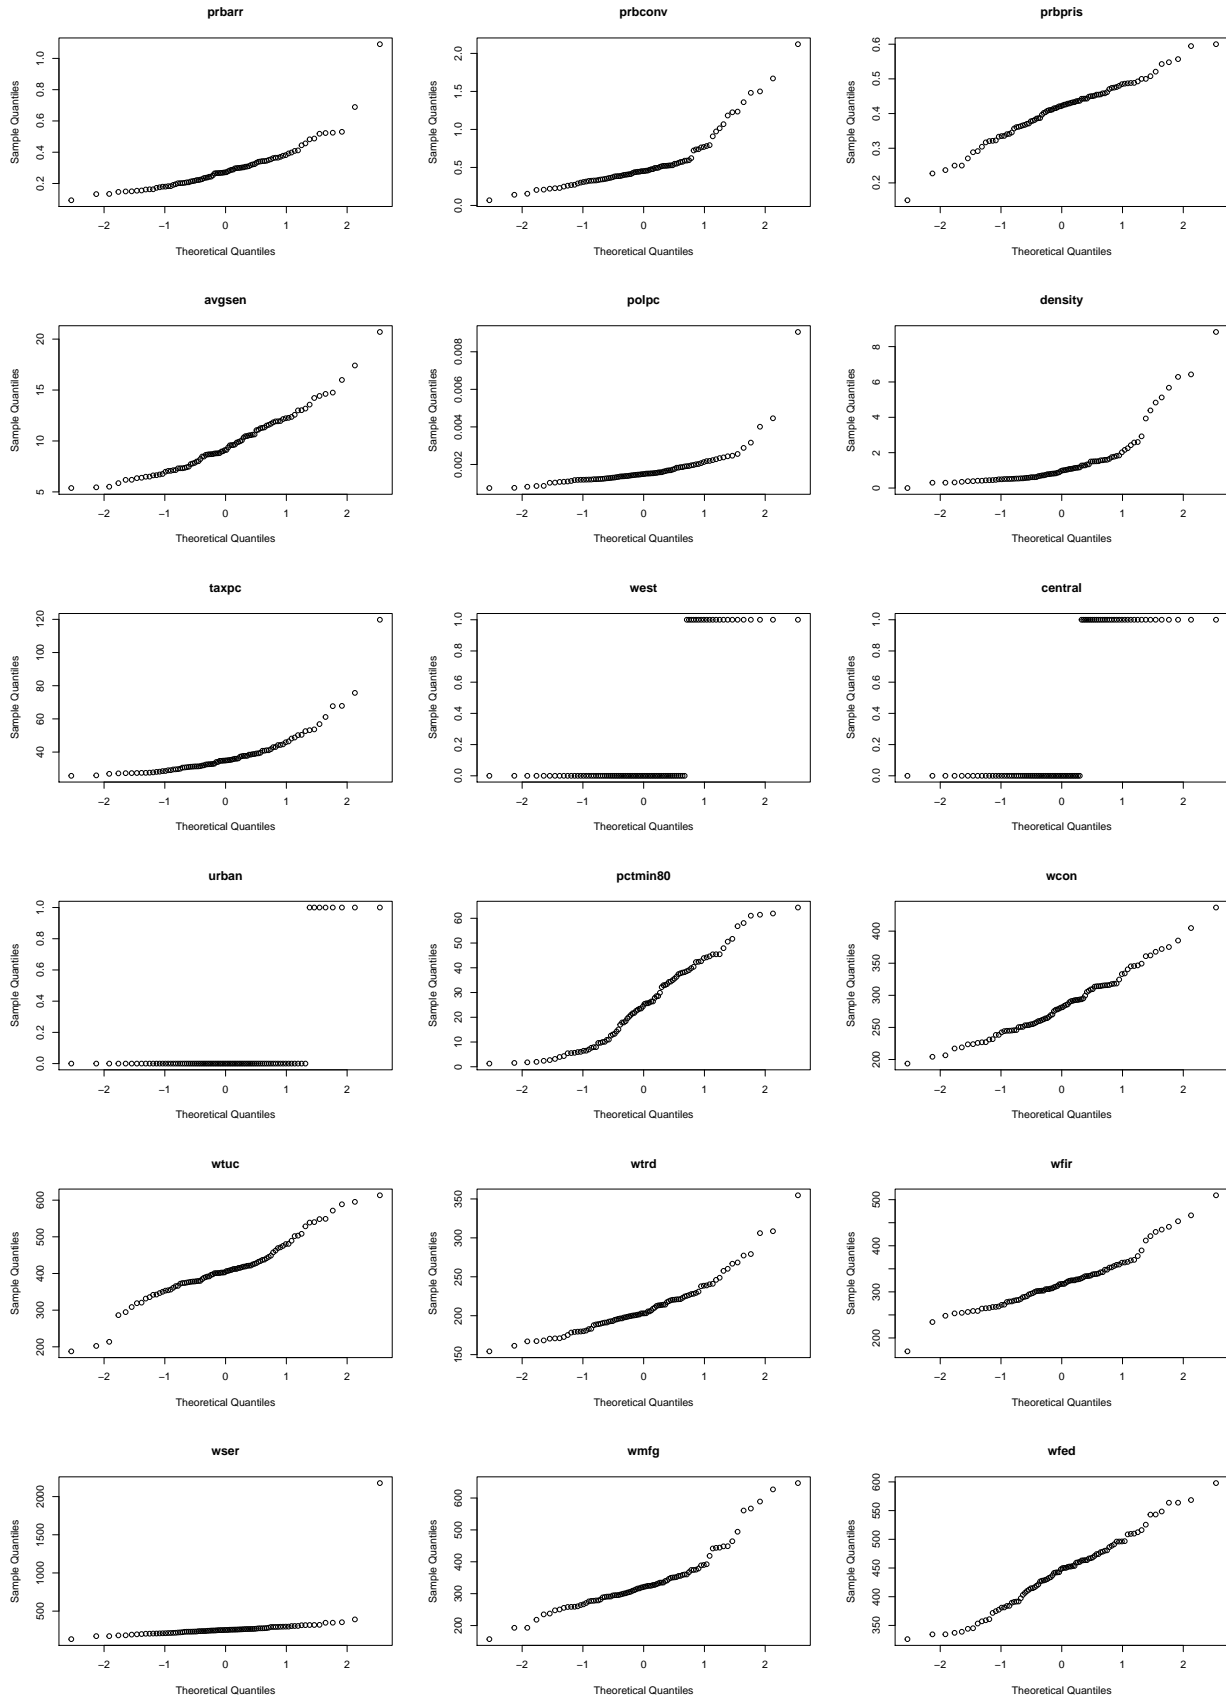 prbarr
Sample Quantiles
0.2 0.4 0.6 0.8 1.0
−2 −1 0 1 2
Theoretical Quantiles
prbconv
Sample Quantiles
0.0 0.5 1.0 1.5 2.0
−2 −1 0 1 2
Theoretical Quantiles
prbpris
Sample Quantiles
0.2 0.3 0.4 0.5 0.6
−2 −1 0 1 2
Theoretical Quantiles
avgsen
Sample Quantiles
5 10 15 20
−2 −1 0 1 2
Theoretical Quantiles
polpc
Sample Quantiles
0.002 0.004 0.006 0.008
−2 −1 0 1 2
Theoretical Quantiles
density
Sample Quantiles
0 2 4 6 8
−2 −1 0 1 2
Theoretical Quantiles
taxpc
Sample Quantiles
40 60 80 100 120
−2 −1 0 1 2
Theoretical Quantiles
west
Sample Quantiles
0.0 0.2 0.4 0.6 0.8 1.0
−2 −1 0 1 2
Theoretical Quantiles
central
Sample Quantiles
0.0 0.2 0.4 0.6 0.8 1.0
−2 −1 0 1 2
Theoretical Quantiles
urban
Sample Quantiles
0.0 0.2 0.4 0.6 0.8 1.0
−2 −1 0 1 2
Theoretical Quantiles
pctmin80
Sample Quantiles
0 10 20 30 40 50 60
−2 −1 0 1 2
Theoretical Quantiles
wcon
Sample Quantiles
200 250 300 350 400
−2 −1 0 1 2
Theoretical Quantiles
wtuc
Sample Quantiles
200 300 400 500 600
−2 −1 0 1 2
Theoretical Quantiles
wtrd
Sample Quantiles
150 200 250 300 350
−2 −1 0 1 2
Theoretical Quantiles
wfir
Sample Quantiles
200 300 400 500
−2 −1 0 1 2
Theoretical Quantiles
wser
Sample Quantiles
500 1000 1500 2000
−2 −1 0 1 2
Theoretical Quantiles
wmfg
Sample Quantiles
200 300 400 500 600
−2 −1 0 1 2
Theoretical Quantiles
wfed
Sample Quantiles
350 400 450 500 550 600
−2 −1 0 1 2
Theoretical Quantiles